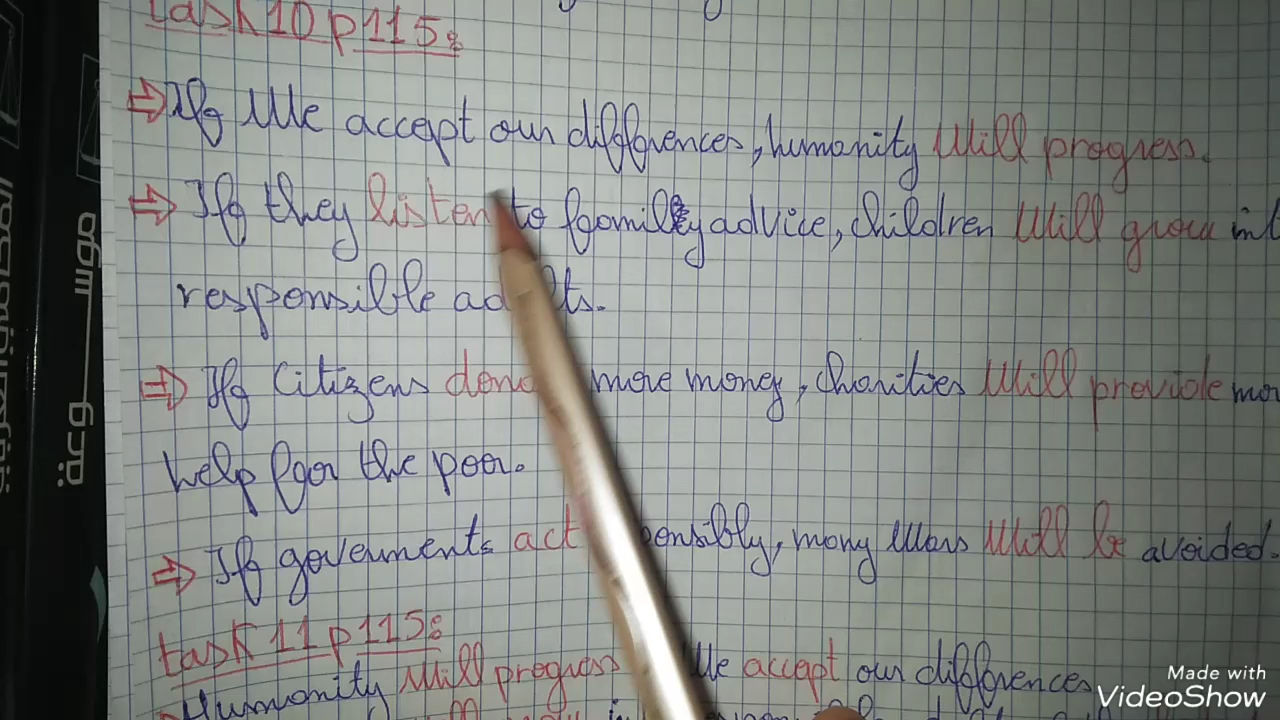 task 10 p 115:
⇒ If We accept our differences, humanity will progress.
⇒ If they listen to family advice, children will grow
responsible
⇒ If citizens more money, charities will provide
help for the poor.
⇒ If governments act many wars will be avoided.
task 11 p 115:
Humanity will progress We accept our differences
Made with
VideoShow
موســوعة